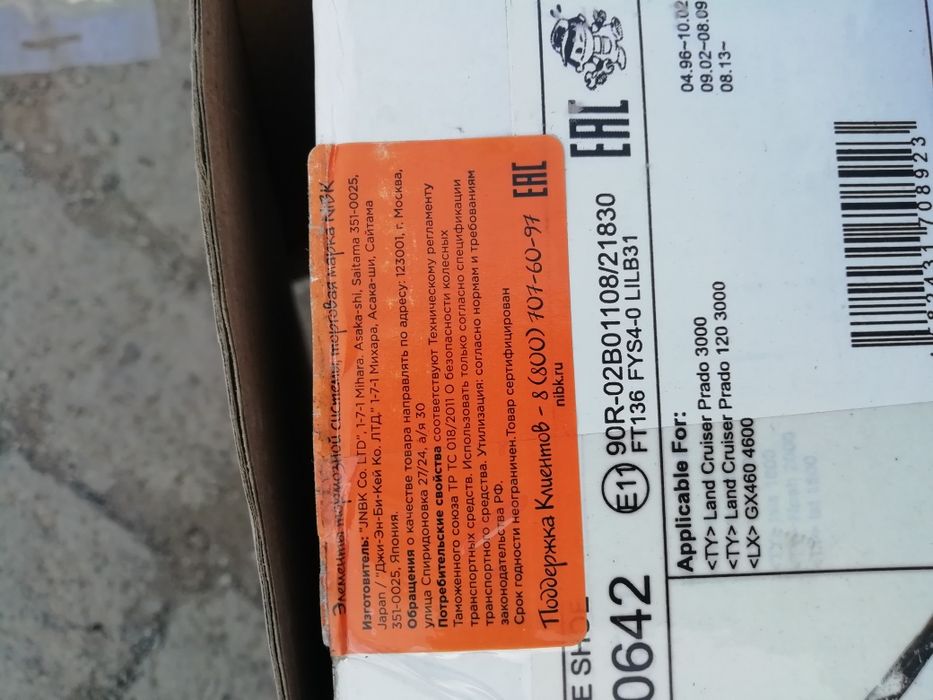 Элементы тормозной системы, торговая марка NiBK
Изготовитель: "JNBK Co. LTD", 1-7-1 Mihara. Asaka-shi, Saitama 351-0025,
Japan / "Джи-Эн-Би-Кей Ко. ЛТД," 1-7-1 Михара, Асака-ши, Сайтама
351-0025, Япония.
Обращения о качестве товара направлять по адресу: 123001, г. Москва,
улица Спиридоновка 27/24, а/я 30
Потребительские свойства соответствуют Техническому регламенту
Таможенного союза ТР ТС 018/2011 О безопасности колесных
транспортных средств. Использовать только согласно спецификации
транспортного средства. Утилизация: согласно нормам и требованиям
законодательства РФ.
Срок годности неограничен.Товар сертифицирован
Поддержка Клиентов - 8 (800) 707-60-97
nibk.ru
EAC
E SHOE
0642
E11 90R-02B01108/21830
FT136 FYS4-0 LILB31
EAC
Applicable For:
<TY> Land Cruiser Prado 3000 04.96~10.02
<TY> Land Cruiser Prado 120 3000 09.02~08.09
<LX> GX460 4600 08.13~